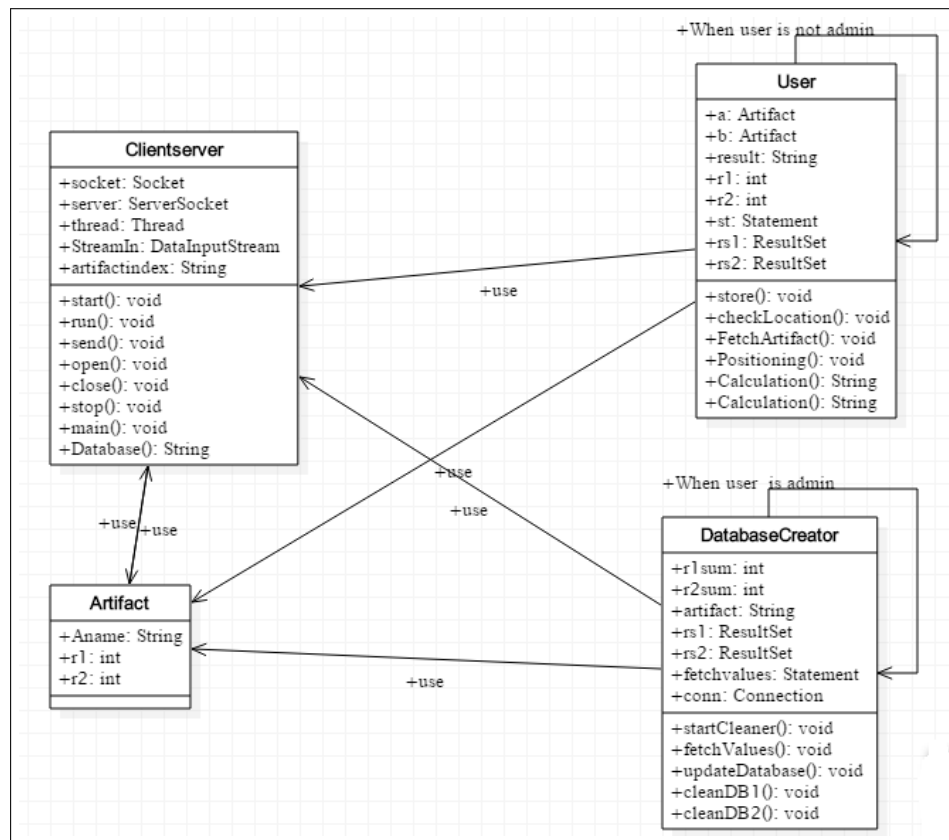 +When user is not admin
User
+a: Artifact
+b: Artifact
+result: String
+r1: int
+r2: int
+st: Statement
+rs1: ResultSet
+rs2: ResultSet
+store(): void
+checkLocation(): void
+FetchArtifact(): void
+Positioning(): void
+Calculation(): String
+Calculation(): String
Clientserver
+socket: Socket
+server: ServerSocket
+thread: Thread
+StreamIn: DataInputStream
+artifactindex: String
+start(): void
+run(): void
+send(): void
+open(): void
+close(): void
+stop(): void
+main(): void
+Database(): String
+use
+use
+use
+use
+use
+When user is admin
DatabaseCreator
+r1sum: int
+r2sum: int
+artifact: String
+rs1: ResultSet
+rs2: ResultSet
+fetchvalues: Statement
+conn: Connection
+startCleaner(): void
+fetchValues(): void
+updateDatabase(): void
+cleanDB1(): void
+cleanDB2(): void
Artifact
+Aname: String
+r1: int
+r2: int
+use